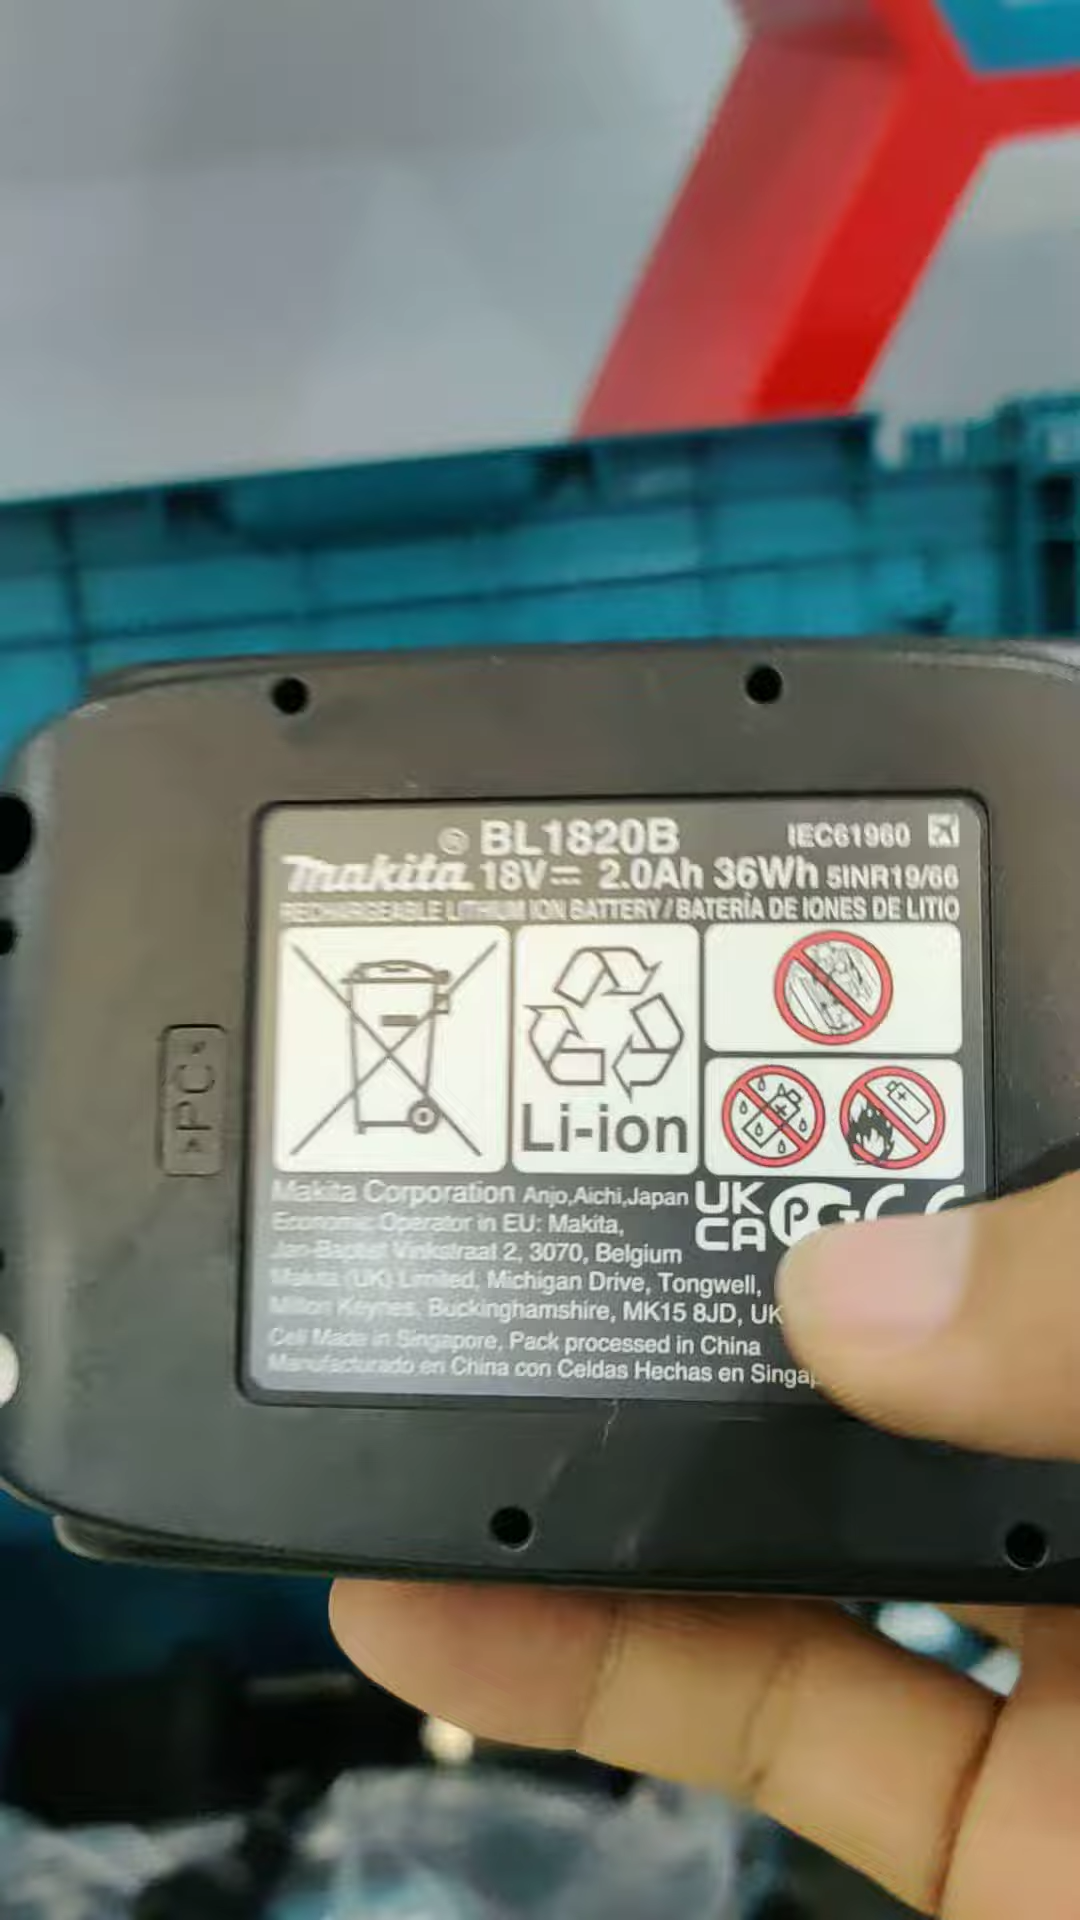 BL1820B IEC61960
makita 18V⎓ 2.0Ah 36Wh 5INR19/66
RECHARGEABLE LITHIUM ION BATTERY / BATERÍA DE IONES DE LITIO
Li-ion
>PC<
Makita Corporation Anjo,Aichi,Japan
UK
CA
Economic Operator in EU: Makita,
Jan-Baptist Vinkstraat 2, 3070, Belgium
Makita (UK) Limited, Michigan Drive, Tongwell,
Milton Keynes, Buckinghamshire, MK15 8JD, UK
Cell Made in Singapore, Pack processed in China
Manufacturado en China con Celdas Hechas en